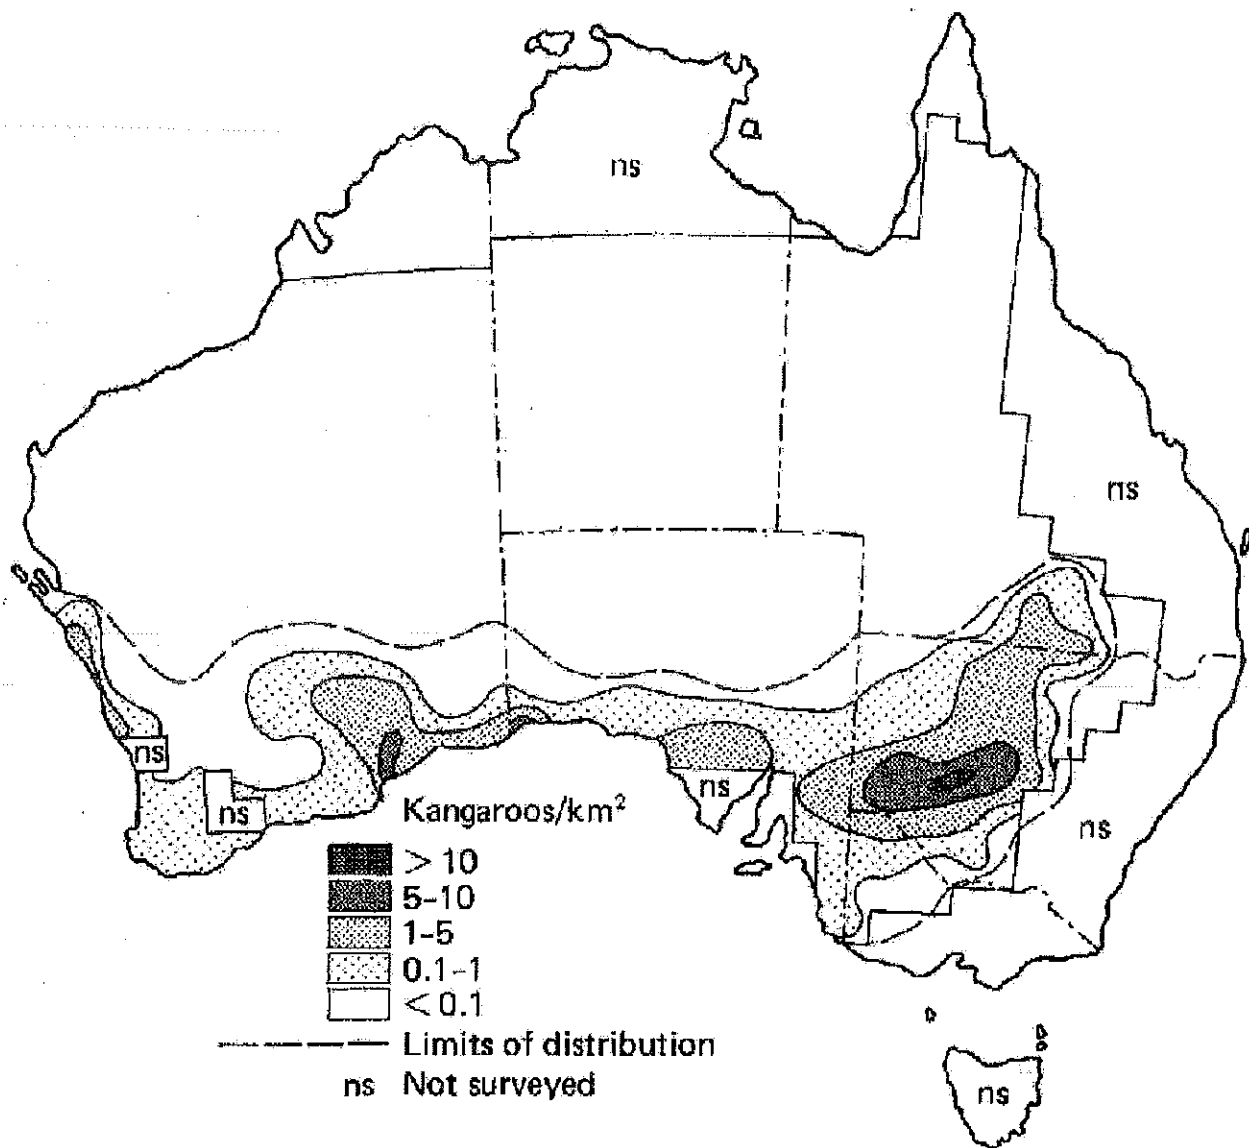 ns
ns
ns
ns
ns
ns
Kangaroos/km²
> 10
5-10
1-5
0.1-1
< 0.1
Limits of distribution
ns Not surveyed
ns